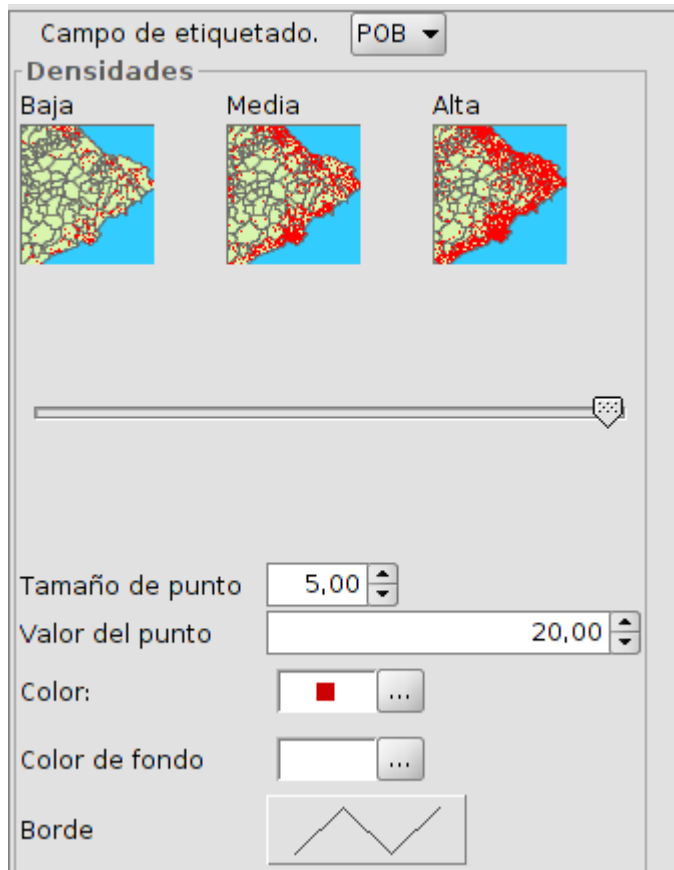 Campo de etiquetado. POB
Densidades
Baja Media Alta
Tamaño de punto 5,00
Valor del punto 20,00
Color: ...
Color de fondo ...
Borde